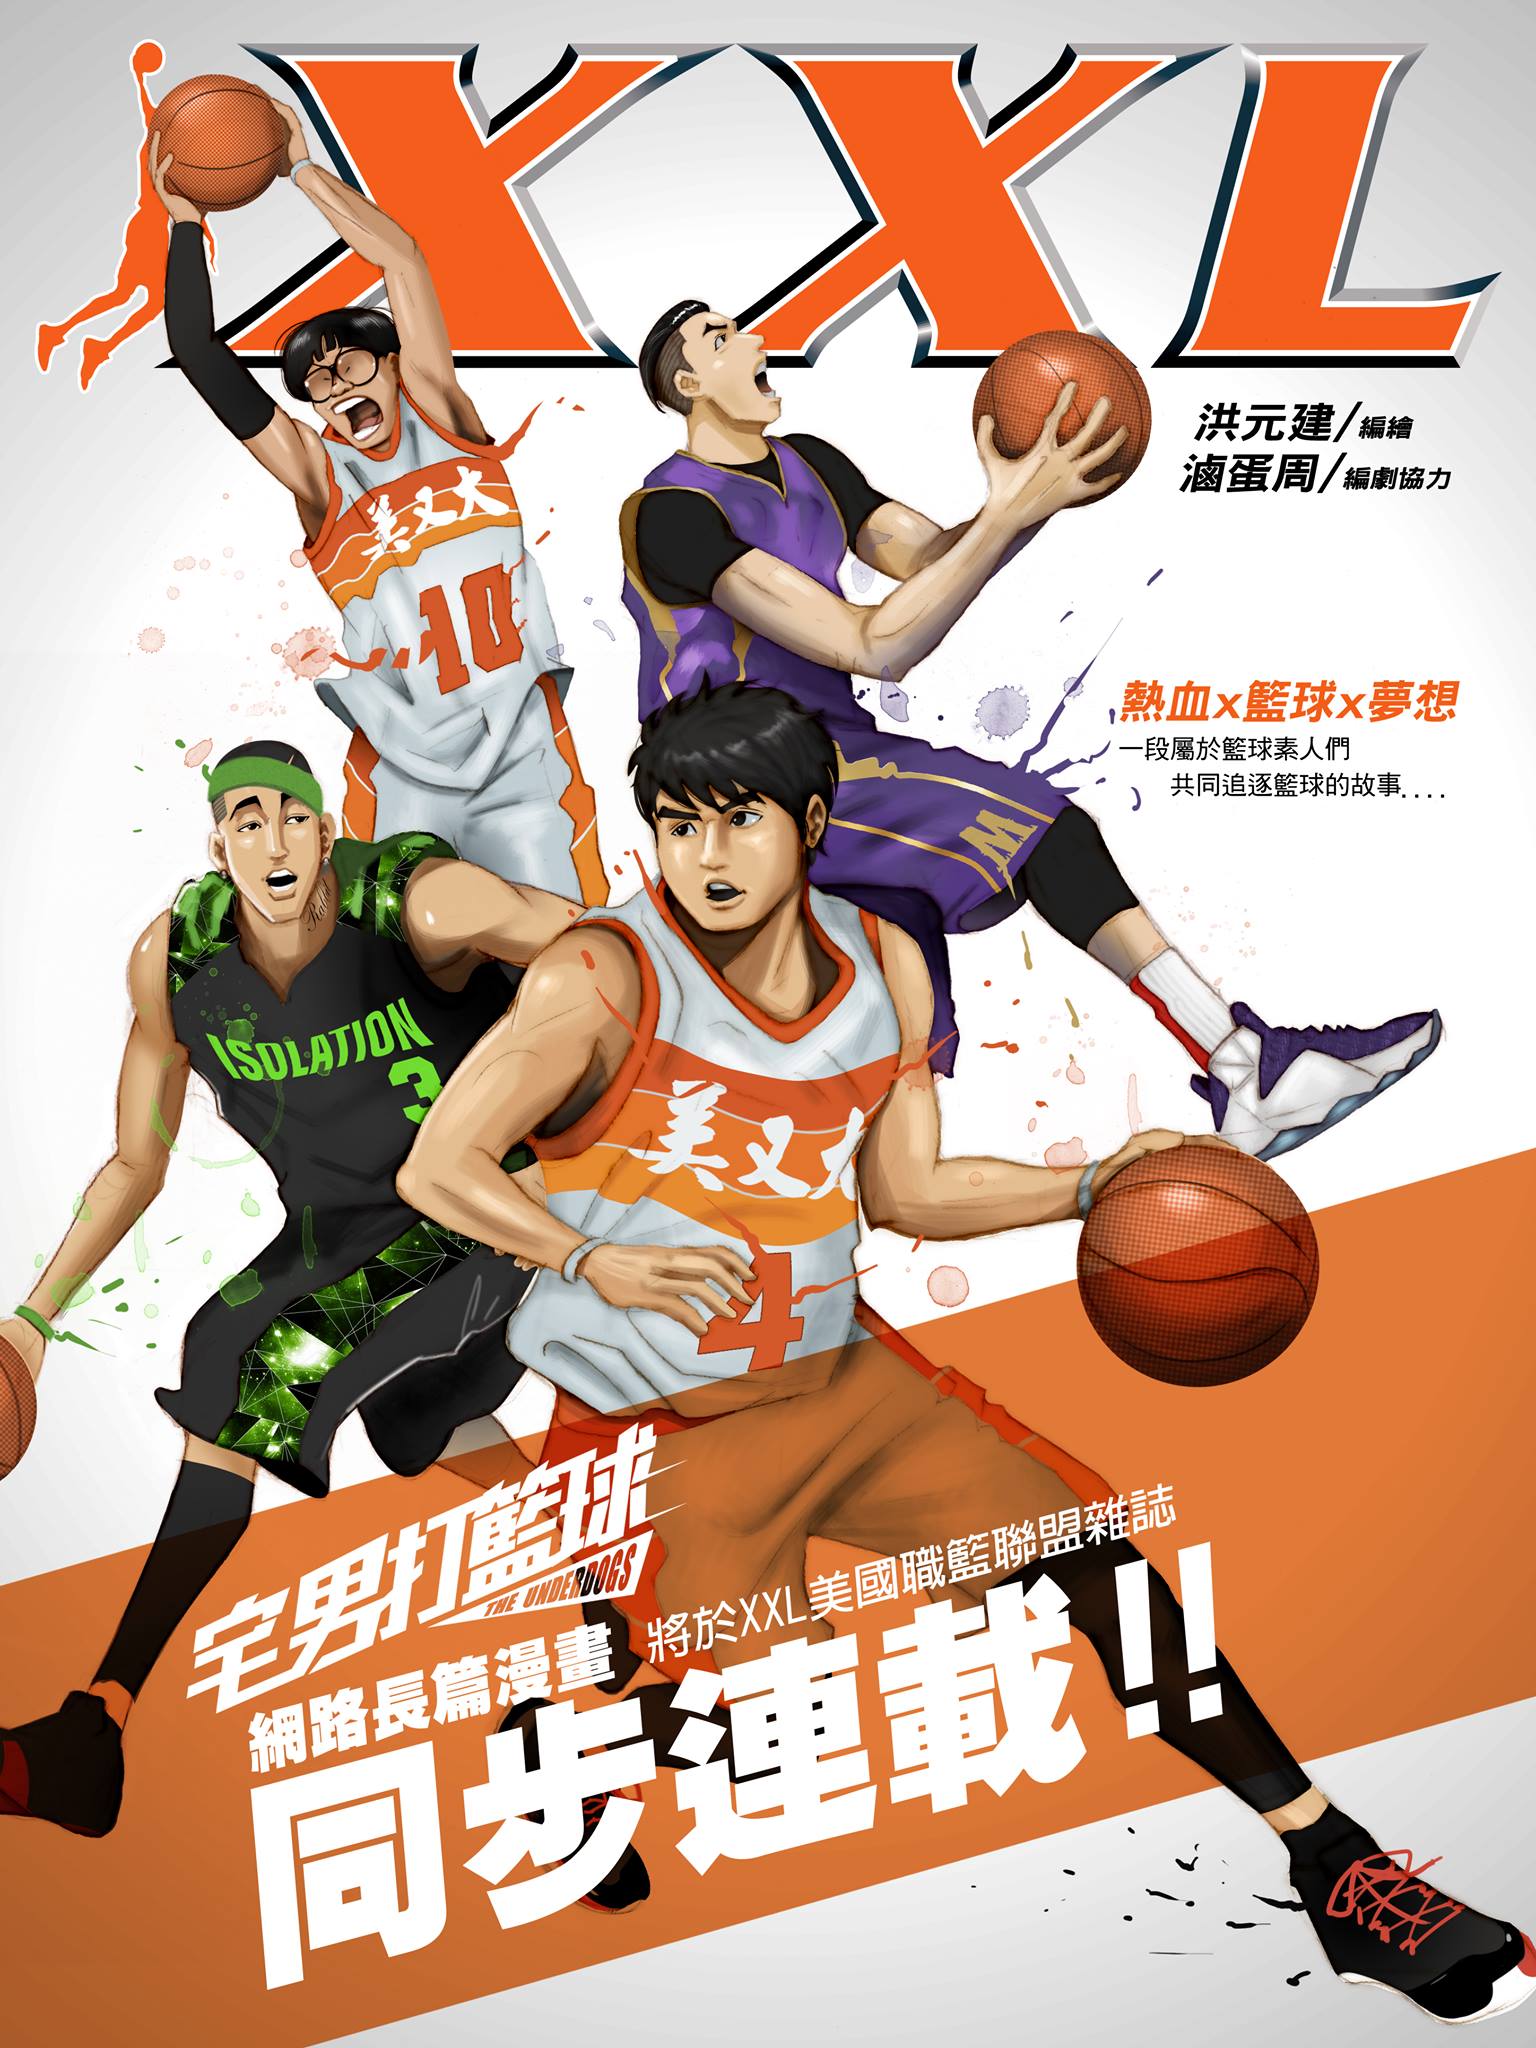 XXL
洪元建/編繪
滷蛋周/編劇協力
美又大
10
熱血x籃球x夢想
一段屬於籃球素人們
共同追逐籃球的故事....
M
Rabbit
ISOLATION
3
美又大
4
宅男打籃球
THE UNDERDOGS
網路長篇漫畫 將於XXL美國職籃聯盟雜誌
同步連載!!